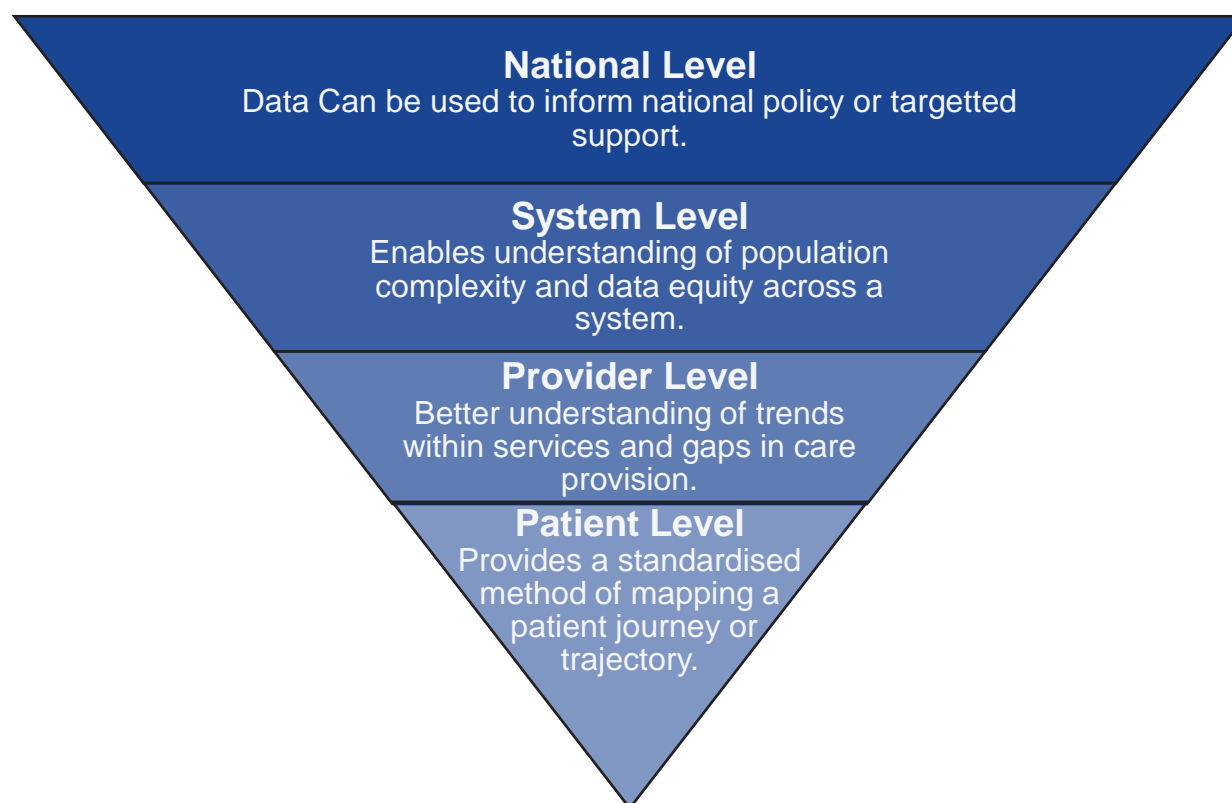 National Level
Data Can be used to inform national policy or targetted
support.
System Level
Enables understanding of population
complexity and data equity across a
system.
Provider Level
Better understanding of trends
within services and gaps in care
provision.
Patient Level
Provides a standardised
method of mapping a
patient journey or
trajectory.